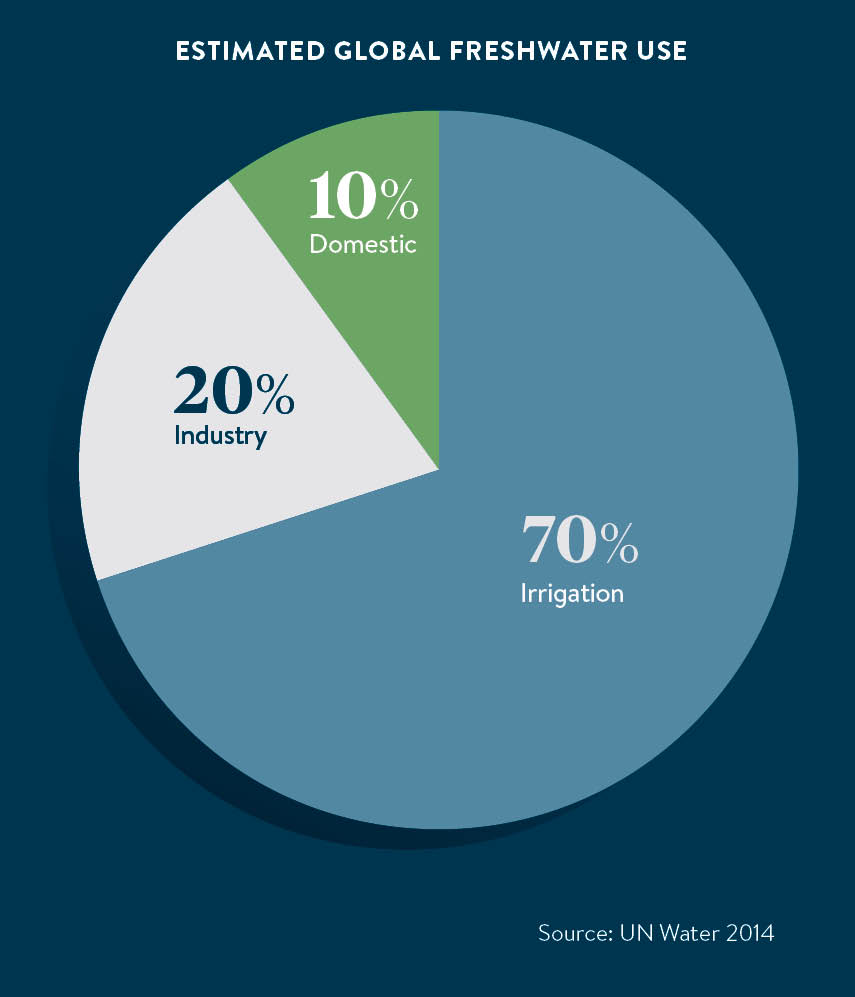 ESTIMATED GLOBAL FRESHWATER USE
10%
Domestic
20%
Industry
70%
Irrigation
Source: UN Water 2014